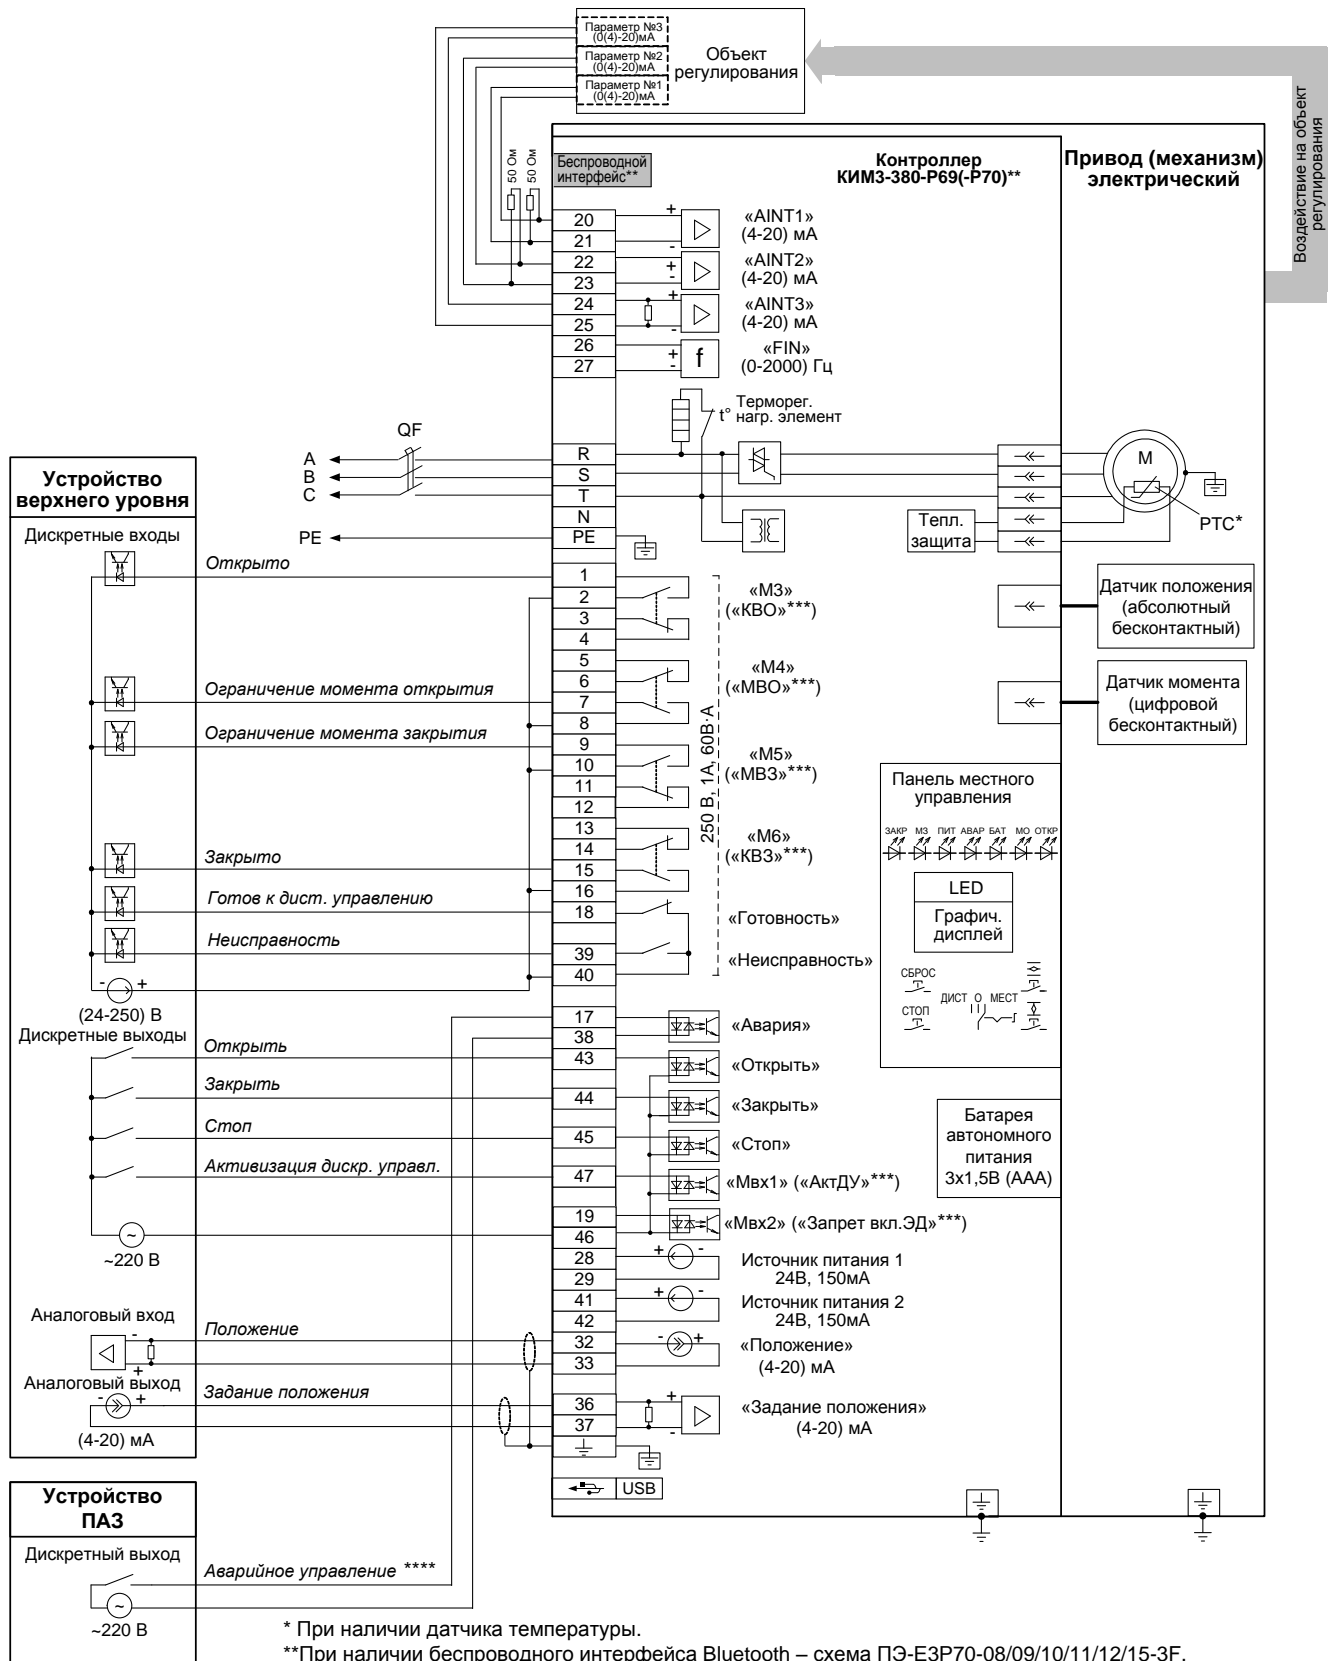 Параметр №3
(0(4)-20)мА
Параметр №2
(0(4)-20)мА
Параметр №1
(0(4)-20)мА
Объект
регулирования
Воздействие на объект
регулирования
50 Ом
50 Ом
Беспроводной
интерфейс**
Контроллер
КИМ3-380-Р69(-Р70)**
Привод (механизм)
электрический
20
21
22
23
24
25
26
27
+
-
«AINT1»
(4-20) мА
+
-
«AINT2»
(4-20) мА
+
-
«AINT3»
(4-20) мА
+
-
f
«FIN»
(0-2000) Гц
t°
Терморег.
нагр. элемент
QF
A
B
C
PE
R
S
T
N
PE
M
PTC*
Тепл.
защита
Устройство
верхнего уровня
Дискретные входы
Открыто
Ограничение момента открытия
Ограничение момента закрытия
Закрыто
Готов к дист. управлению
Неисправность
- +
(24-250) В
1
2
3
4
5
6
7
8
9
10
11
12
13
14
15
16
18
39
40
«М3»
(«КВО»***)
«М4»
(«МВО»***)
«М5»
(«МВЗ»***)
«М6»
(«КВЗ»***)
«Готовность»
«Неисправность»
250 В, 1А, 60В·А
Датчик положения
(абсолютный
бесконтактный)
Датчик момента
(цифровой
бесконтактный)
Панель местного
управления
ЗАКР МЗ ПИТ АВАР БАТ МО ОТКР
LED
Графич.
дисплей
СБРОС
СТОП
ДИСТ О МЕСТ
Батарея
автономного
питания
3х1,5В (ААА)
Дискретные выходы
Открыть
Закрыть
Стоп
Активизация дискр. управл.
~
~220 В
17
38
43
44
45
47
19
46
28
29
41
42
32
33
36
37
«Авария»
«Открыть»
«Закрыть»
«Стоп»
«Мвх1» («АктДУ»***)
«Мвх2» («Запрет вкл.ЭД»***)
+ -
Источник питания 1
24В, 150мА
+ -
Источник питания 2
24В, 150мА
- +
«Положение»
(4-20) мА
+
-
«Задание положения»
(4-20) мА
Аналоговый вход
-
+
Положение
Аналоговый выход
- +
Задание положения
(4-20) мА
USB
Устройство
ПАЗ
Дискретный выход
Аварийное управление ****
~
~220 В
* При наличии датчика температуры.
**При наличии беспроводного интерфейса Bluetooth – схема ПЭ-Е3Р70-08/09/10/11/12/15-3F.